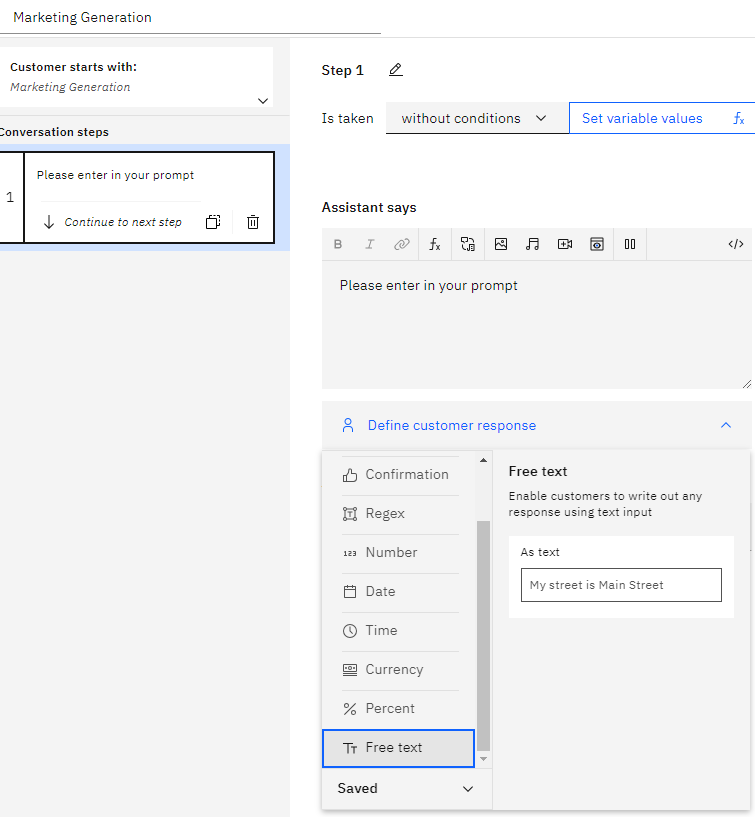 Marketing Generation
Customer starts with:
Marketing Generation
Conversation steps
1
Please enter in your prompt
Continue to next step
Step 1
Is taken
without conditions
Set variable values
fx
Assistant says
B I fx </>
Please enter in your prompt
Define customer response
Confirmation
Regex
123 Number
Date
Time
Currency
Percent
TT Free text
Saved
Free text
Enable customers to write out any
response using text input
As text
My street is Main Street